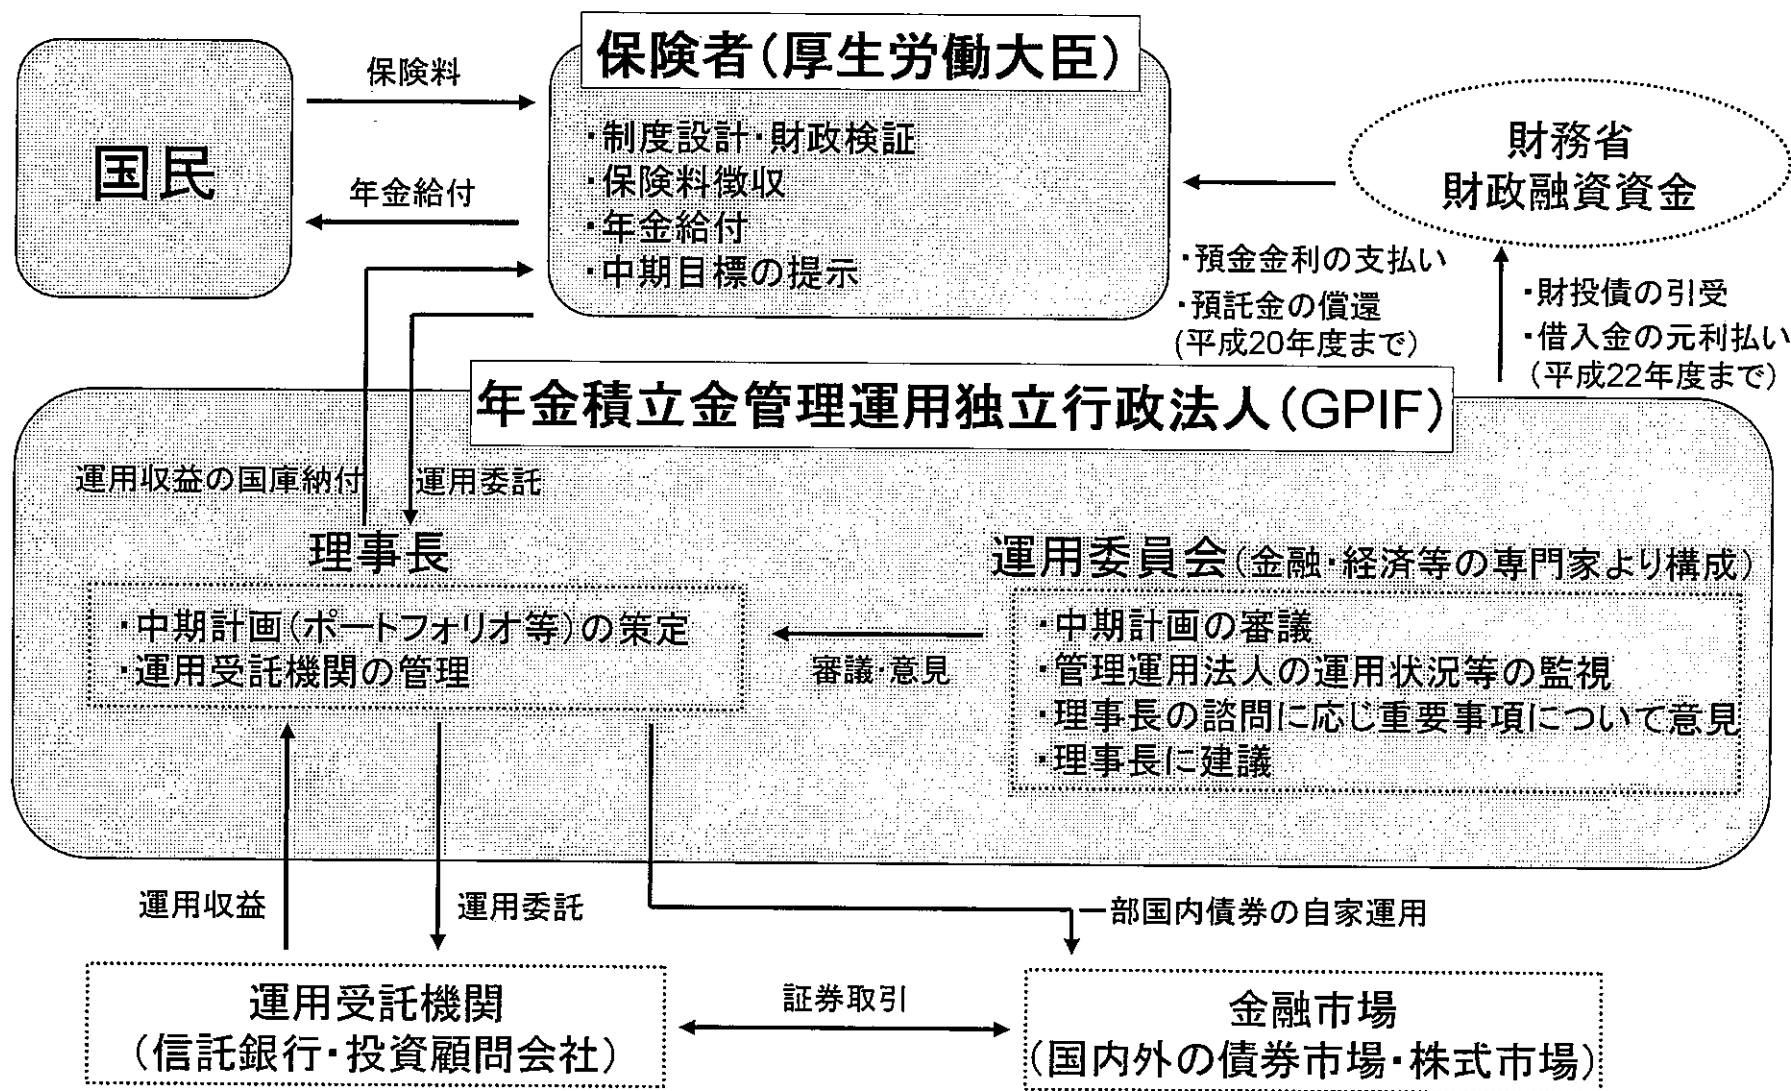 保険者(厚生労働大臣)
保険料
国民
・制度設計・財政検証
・保険料徴収
・年金給付
・中期目標の提示
年金給付
財務省
財政融資資金
・預金金利の支払い
・預託金の償還
(平成20年度まで)
・財投債の引受
・借入金の元利払い
(平成22年度まで)
年金積立金管理運用独立行政法人(GPIF)
運用収益の国庫納付
運用委託
理事長
・中期計画(ポートフォリオ等)の策定
・運用受託機関の管理
審議・意見
運用委員会(金融・経済等の専門家より構成)
・中期計画の審議
・管理運用法人の運用状況等の監視
・理事長の諮問に応じ重要事項について意見
・理事長に建議
運用収益
運用委託
一部国内債券の自家運用
運用受託機関
(信託銀行・投資顧問会社)
証券取引
金融市場
(国内外の債券市場・株式市場)